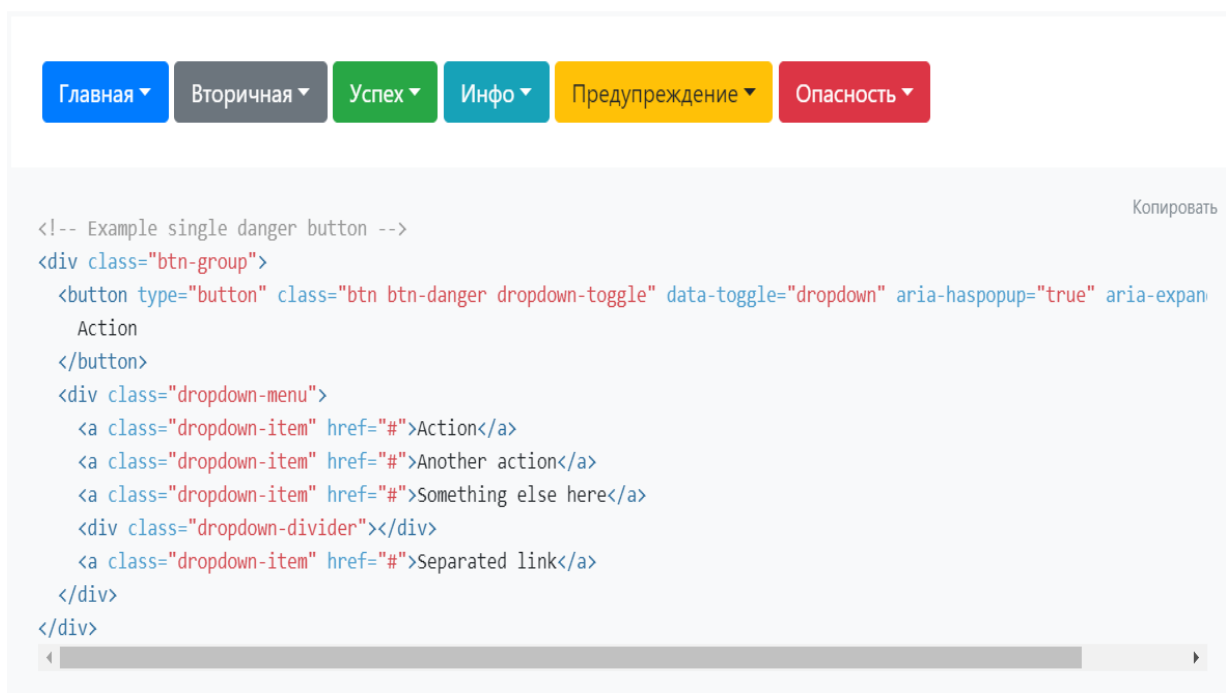 Главная Вторичная Успех Инфо Предупреждение Опасность
Копировать
<!-- Example single danger button -->
<div class="btn-group">
  <button type="button" class="btn btn-danger dropdown-toggle" data-toggle="dropdown" aria-haspopup="true" aria-expan
    Action
  </button>
  <div class="dropdown-menu">
    <a class="dropdown-item" href="#">Action</a>
    <a class="dropdown-item" href="#">Another action</a>
    <a class="dropdown-item" href="#">Something else here</a>
    <div class="dropdown-divider"></div>
    <a class="dropdown-item" href="#">Separated link</a>
  </div>
</div>